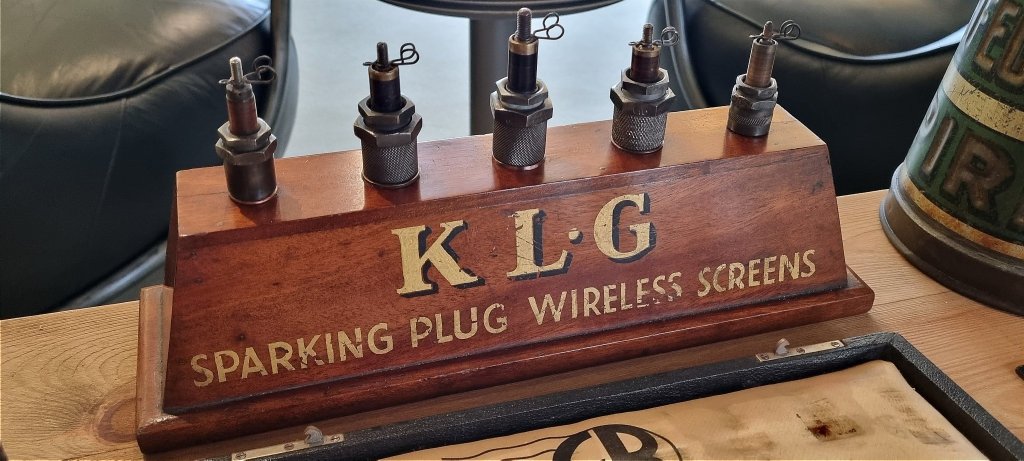 K L·G
SPARKING PLUG WIRELESS SCREENS